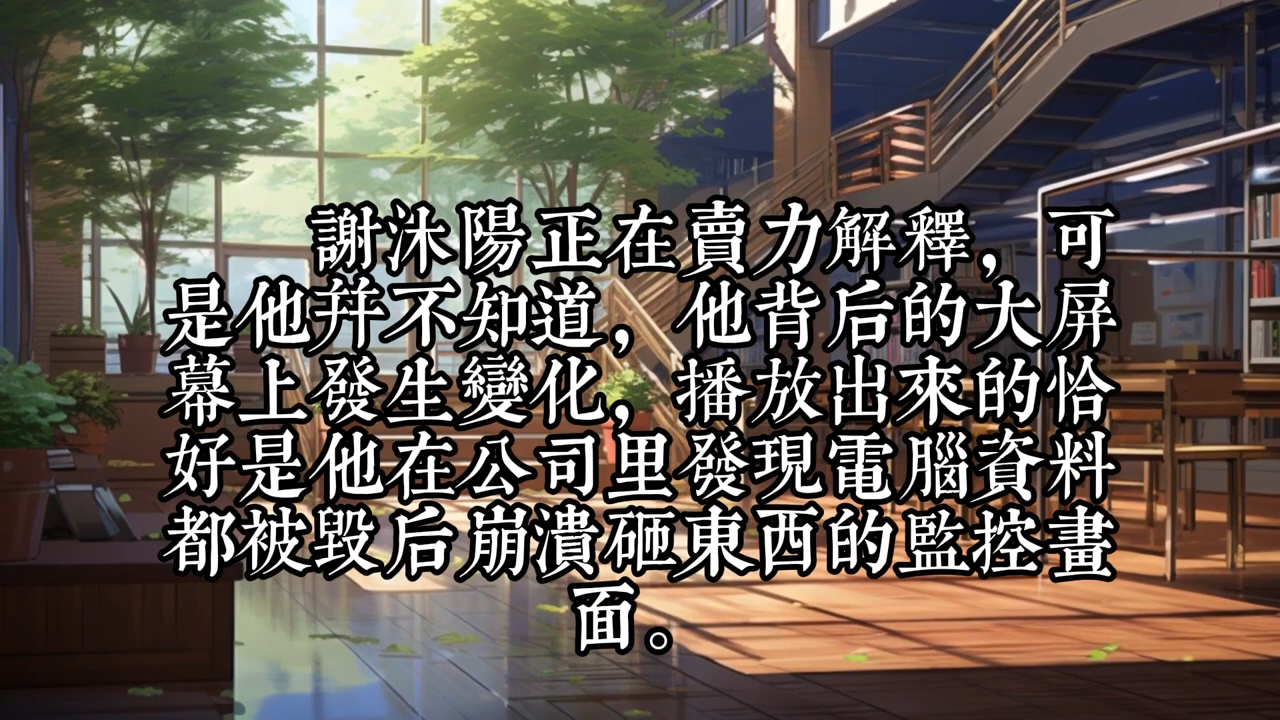 謝沐陽正在賣力解釋，可
是他并不知道，他背后的大屏
幕上發生變化，播放出來的恰
好是他在公司里發現電腦資料
都被毀后崩潰砸東西的監控畫
面。